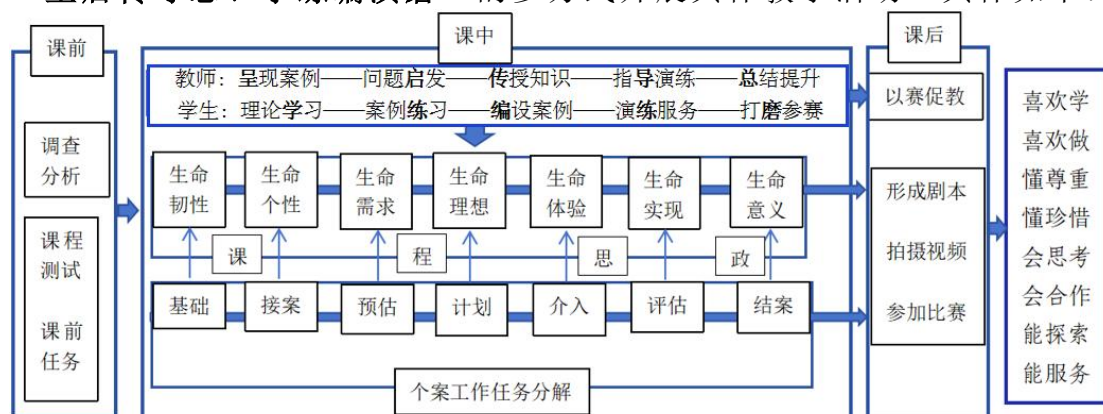 课前
调查
分析
课程
测试
课前
任务
课中
教师：呈现案例——问题启发——传授知识——指导演练——总结提升
学生：理论学习——案例练习——编设案例——演练服务——打磨参赛
生命
韧性
生命
个性
生命
需求
生命
理想
生命
体验
生命
实现
生命
意义
课
程
思
政
基础
接案
预估
计划
介入
评估
结案
个案工作任务分解
课后
以赛促教
形成剧本
拍摄视频
参加比赛
喜欢学
喜欢做
懂尊重
懂珍惜
会思考
会合作
能探索
能服务